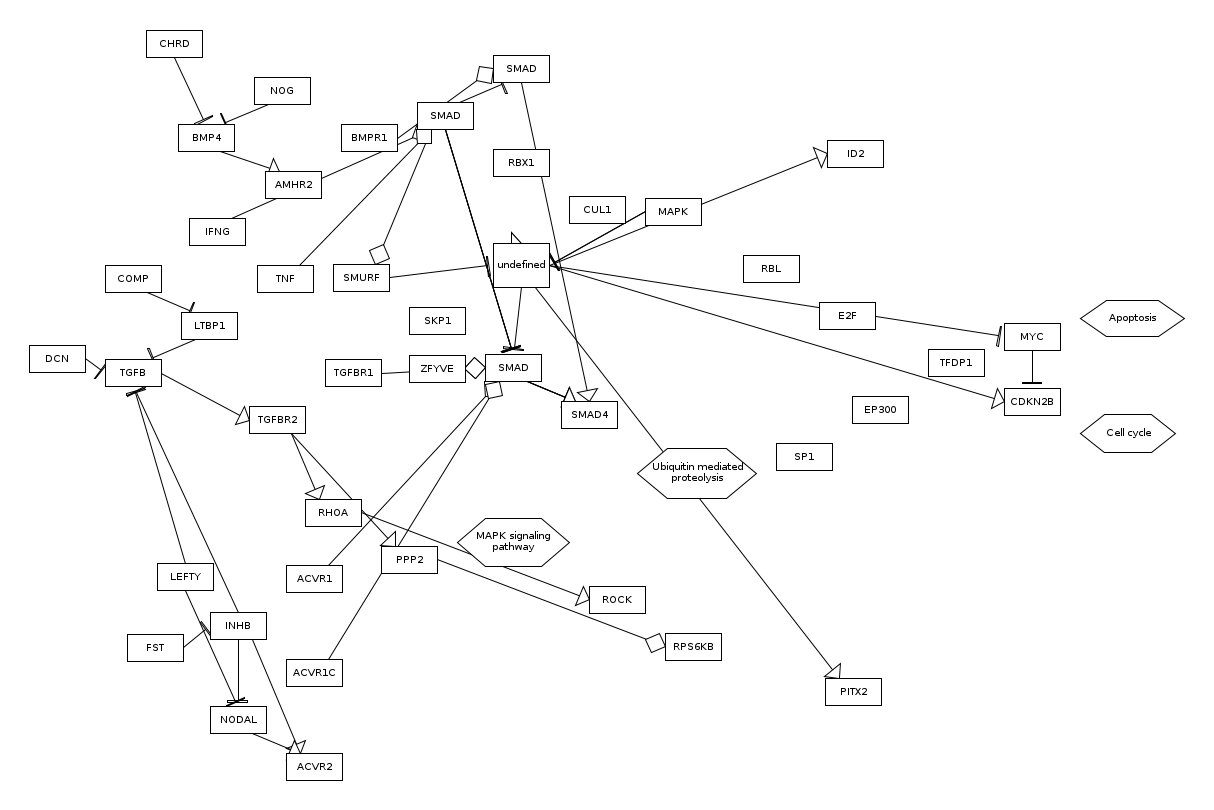 CHRD
SMAD
NOG
SMAD
BMP4
BMPR1
RBX1
ID2
AMHR2
CUL1
MAPK
IFNG
undefined
RBL
COMP
TNF
SMURF
LTBP1
SKP1
E2F
Apoptosis
MYC
DCN
TGFB
TGFBR1
ZFYVE
SMAD
TFDP1
CDKN2B
TGFBR2
SMAD4
EP300
Cell cycle
SP1
Ubiquitin mediated
proteolysis
RHOA
MAPK signaling
pathway
PPP2
LEFTY
ACVR1
ROCK
INHB
FST
RPS6KB
ACVR1C
PITX2
NODAL
ACVR2